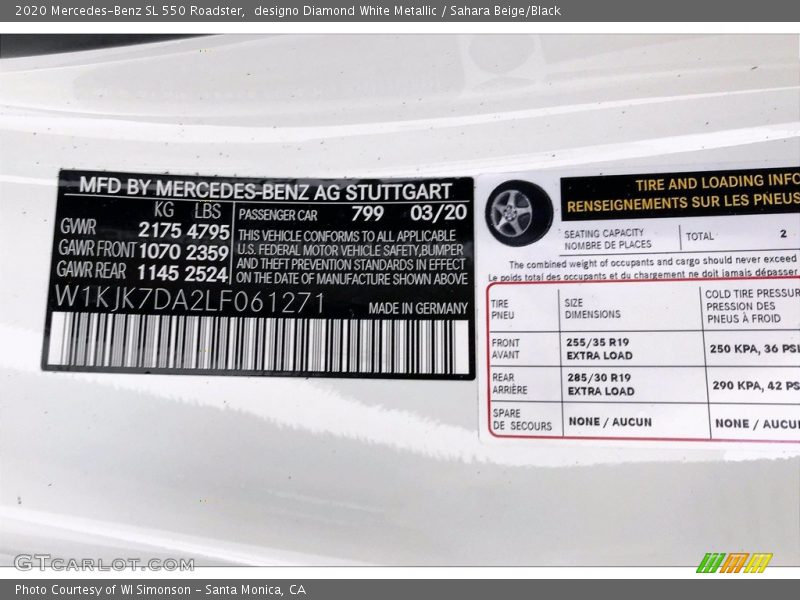 2020 Mercedes-Benz SL 550 Roadster, designo Diamond White Metallic / Sahara Beige/Black
MFD BY MERCEDES-BENZ AG STUTTGART
KG LBS
GWR 2175 4795
GAWR FRONT 1070 2359
GAWR REAR 1145 2524
PASSENGER CAR 799 03/20
THIS VEHICLE CONFORMS TO ALL APPLICABLE
U.S. FEDERAL MOTOR VEHICLE SAFETY, BUMPER
AND THEFT PREVENTION STANDARDS IN EFFECT
ON THE DATE OF MANUFACTURE SHOWN ABOVE
W1KJK7DA2LF061271 MADE IN GERMANY
TIRE AND LOADING INFO
RENSEIGNEMENTS SUR LES PNEUS
SEATING CAPACITY
NOMBRE DE PLACES
TOTAL 2
The combined weight of occupants and cargo should never exceed
Le poids total des occupants et du chargement ne doit jamais dépasser
TIRE
PNEU
SIZE
DIMENSIONS
COLD TIRE PRESSUR
PRESSION DES
PNEUS À FROID
FRONT
AVANT
255/35 R19
EXTRA LOAD
250 KPA, 36 PSI
REAR
ARRIÈRE
285/30 R19
EXTRA LOAD
290 KPA, 42 PS
SPARE
DE SECOURS
NONE / AUCUN
NONE / AUCUN
GTCARLOT.COM
Photo Courtesy of WI Simonson - Santa Monica, CA